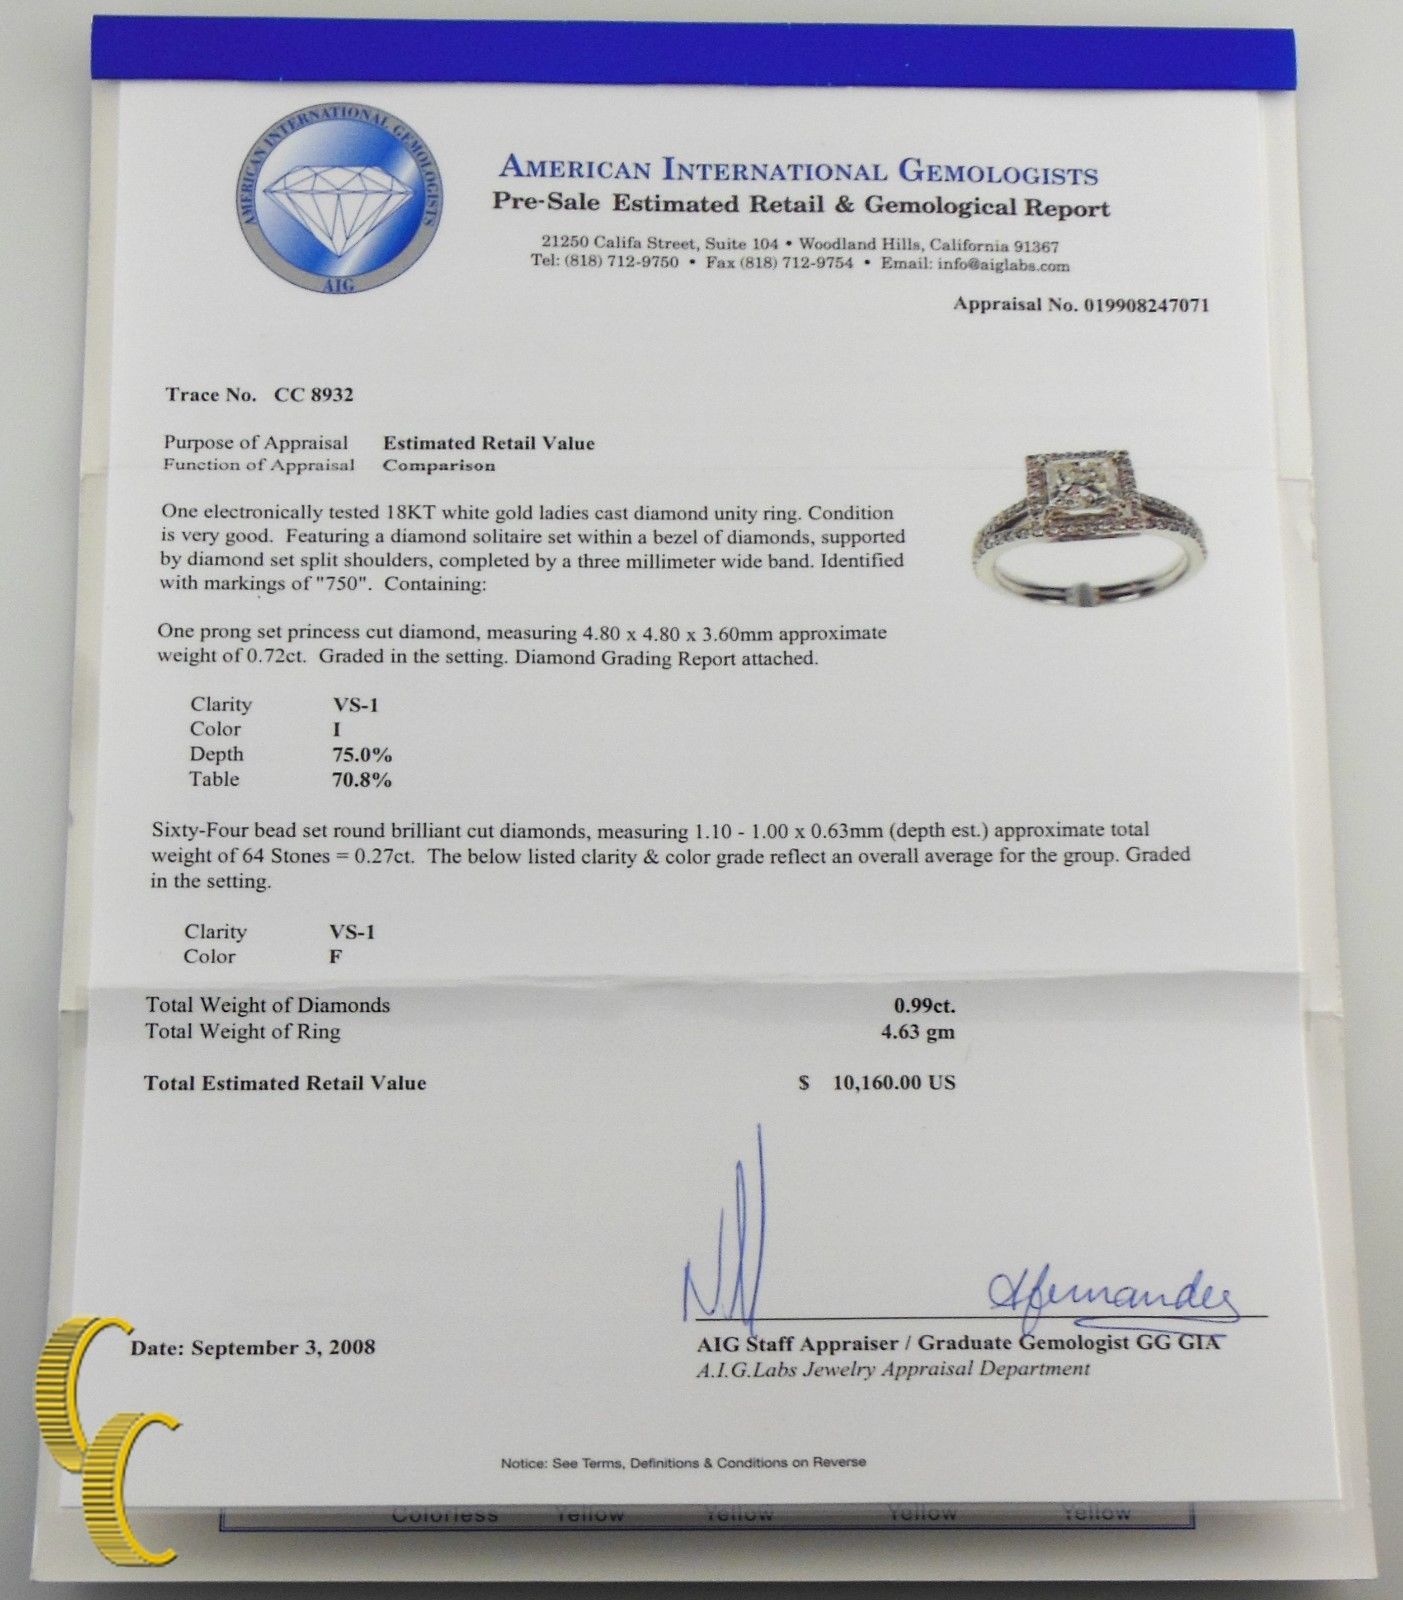 AMERICAN INTERNATIONAL GEMOLOGISTS
AIG
AMERICAN INTERNATIONAL GEMOLOGISTS
Pre-Sale Estimated Retail & Gemological Report
21250 Califa Street, Suite 104 • Woodland Hills, California 91367
Tel: (818) 712-9750 • Fax (818) 712-9754 • Email: info@aiglabs.com
Appraisal No. 019908247071
Trace No. CC 8932
Purpose of Appraisal Estimated Retail Value
Function of Appraisal Comparison
One electronically tested 18KT white gold ladies cast diamond unity ring. Condition
is very good. Featuring a diamond solitaire set within a bezel of diamonds, supported
by diamond set split shoulders, completed by a three millimeter wide band. Identified
with markings of "750". Containing:
One prong set princess cut diamond, measuring 4.80 x 4.80 x 3.60mm approximate
weight of 0.72ct. Graded in the setting. Diamond Grading Report attached.
Clarity VS-1
Color I
Depth 75.0%
Table 70.8%
Sixty-Four bead set round brilliant cut diamonds, measuring 1.10 - 1.00 x 0.63mm (depth est.) approximate total
weight of 64 Stones = 0.27ct. The below listed clarity & color grade reflect an overall average for the group. Graded
in the setting.
Clarity VS-1
Color F
Total Weight of Diamonds 0.99ct.
Total Weight of Ring 4.63 gm
Total Estimated Retail Value $ 10,160.00 US
Date: September 3, 2008
AIG Staff Appraiser / Graduate Gemologist GG GIA
A.I.G.Labs Jewelry Appraisal Department
Notice: See Terms, Definitions & Conditions on Reverse
Colorless Yellow Yellow Yellow Yellow
CC